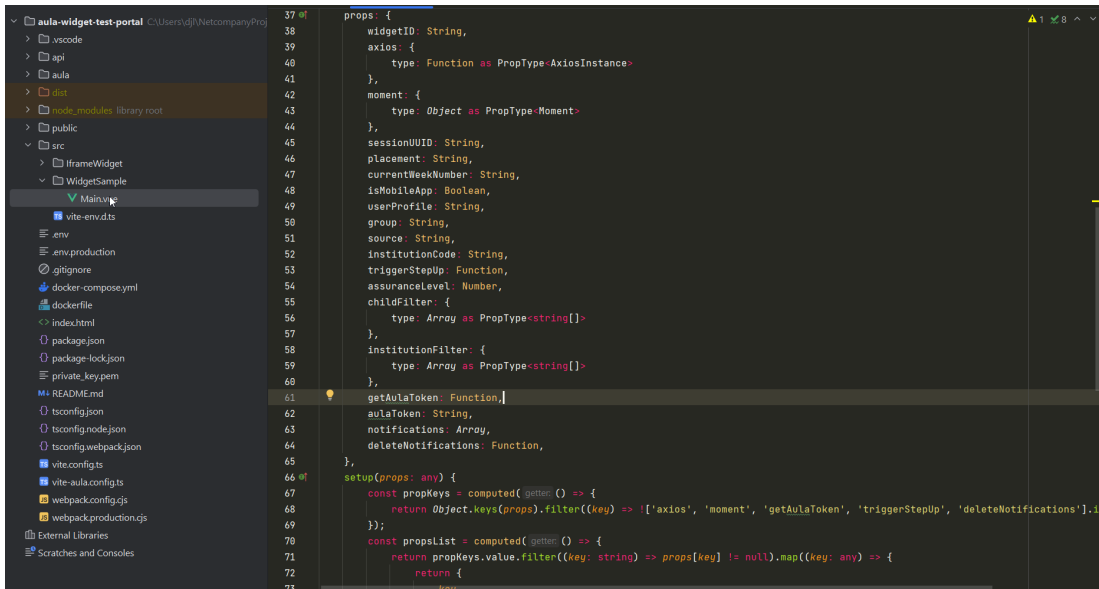 aula-widget-test-portal C:\Users\djl\NetcompanyProj
.vscode
api
aula
dist
node_modules library root
public
src
IframeWidget
WidgetSample
Main.vue
TS vite-env.d.ts
.env
.env.production
.gitignore
docker-compose.yml
dockerfile
<> index.html
{} package.json
{} package-lock.json
private_key.pem
M↓ README.md
{} tsconfig.json
{} tsconfig.node.json
{} tsconfig.webpack.json
TS vite.config.ts
TS vite-aula.config.ts
JS webpack.config.cjs
JS webpack.production.cjs
External Libraries
Scratches and Consoles
1 8
37 props: {
38 widgetID: String,
39 axios: {
40 type: Function as PropType<AxiosInstance>
41 },
42 moment: {
43 type: Object as PropType<Moment>
44 },
45 sessionUUID: String,
46 placement: String,
47 currentWeekNumber: String,
48 isMobileApp: Boolean,
49 userProfile: String,
50 group: String,
51 source: String,
52 institutionCode: String,
53 triggerStepUp: Function,
54 assuranceLevel: Number,
55 childFilter: {
56 type: Array as PropType<string[]>
57 },
58 institutionFilter: {
59 type: Array as PropType<string[]>
60 },
61 getAulaToken: Function,
62 aulaToken: String,
63 notifications: Array,
64 deleteNotifications: Function,
65 },
66 setup(props: any) {
67 const propKeys = computed( getter: () => {
68 return Object.keys(props).filter((key) => !['axios', 'moment', 'getAulaToken', 'triggerStepUp', 'deleteNotifications'].i
69 });
70 const propsList = computed( getter: () => {
71 return propKeys.value.filter((key: string) => props[key] != null).map((key: any) => {
72 return {
73 key